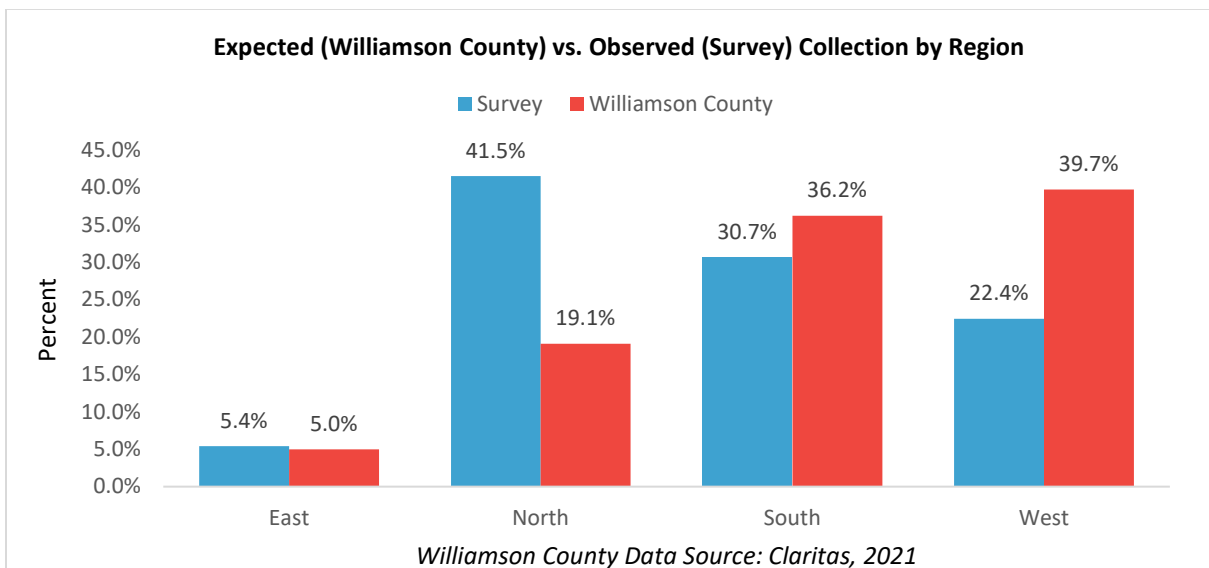 Expected (Williamson County) vs. Observed (Survey) Collection by Region
Survey Williamson County
Percent
45.0%
40.0%
35.0%
30.0%
25.0%
20.0%
15.0%
10.0%
5.0%
0.0%
5.4% 5.0%
41.5% 19.1%
30.7% 36.2%
22.4% 39.7%
East North South West
Williamson County Data Source: Claritas, 2021